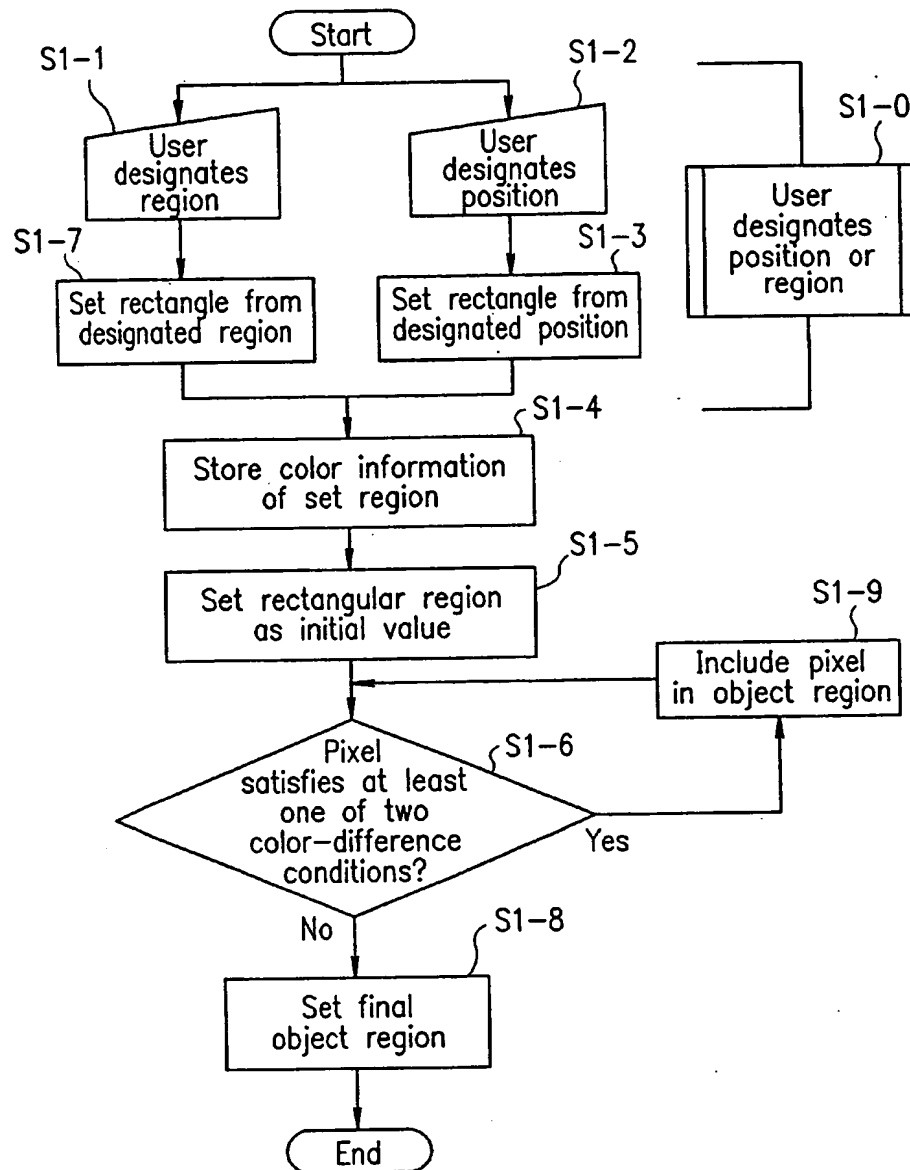 Start
S1-1
S1-2
S1-0
User
designates
region
User
designates
position
User
designates
position or
region
S1-7
S1-3
Set rectangle from
designated region
Set rectangle from
designated position
S1-4
Store color information
of set region
S1-5
Set rectangular region
as initial value
S1-9
Include pixel
in object region
S1-6
Pixel
satisfies at least
one of two
color-difference
conditions?
Yes
No
S1-8
Set final
object region
End